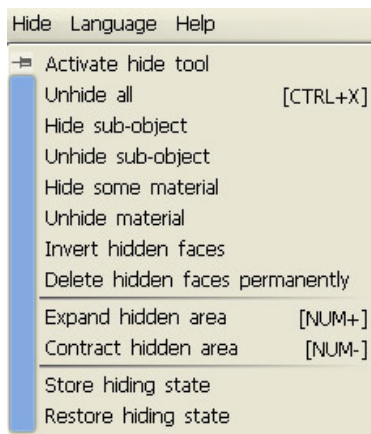 Hide Language Help
Activate hide tool
Unhide all [CTRL+X]
Hide sub-object
Unhide sub-object
Hide some material
Unhide material
Invert hidden faces
Delete hidden faces permanently
Expand hidden area [NUM+]
Contract hidden area [NUM-]
Store hiding state
Restore hiding state